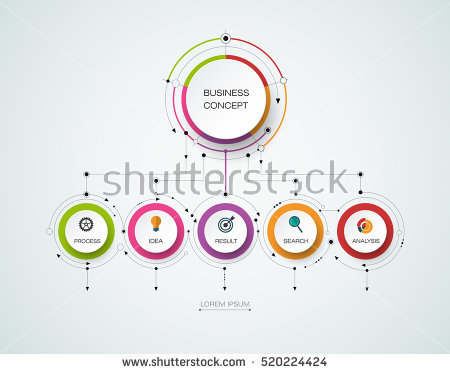 BUSINESS
CONCEPT
shutterstock
PROCESS
IDEA
RESULT
SEARCH
ANALYSIS
LOREM IPSUM
www.shutterstock.com · 520224424